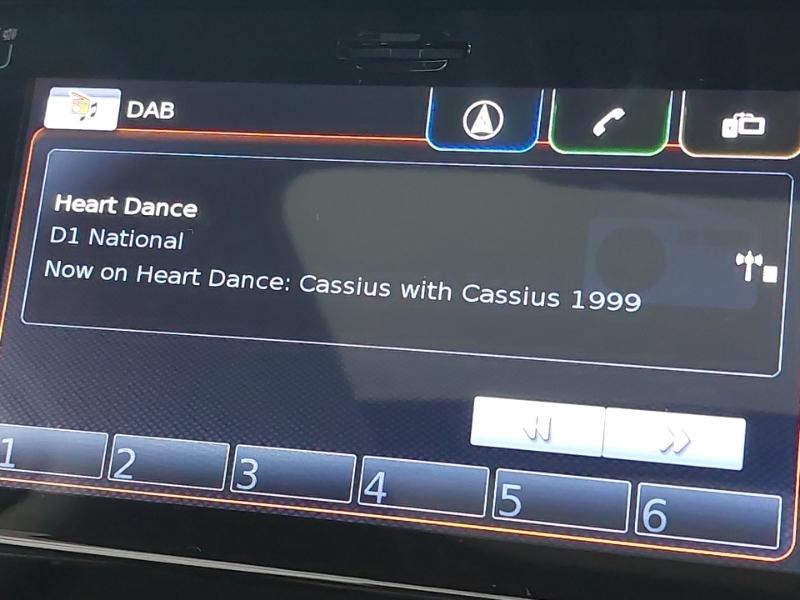 DAB
Heart Dance
D1 National
Now on Heart Dance: Cassius with Cassius 1999
1 2 3 4 5 6